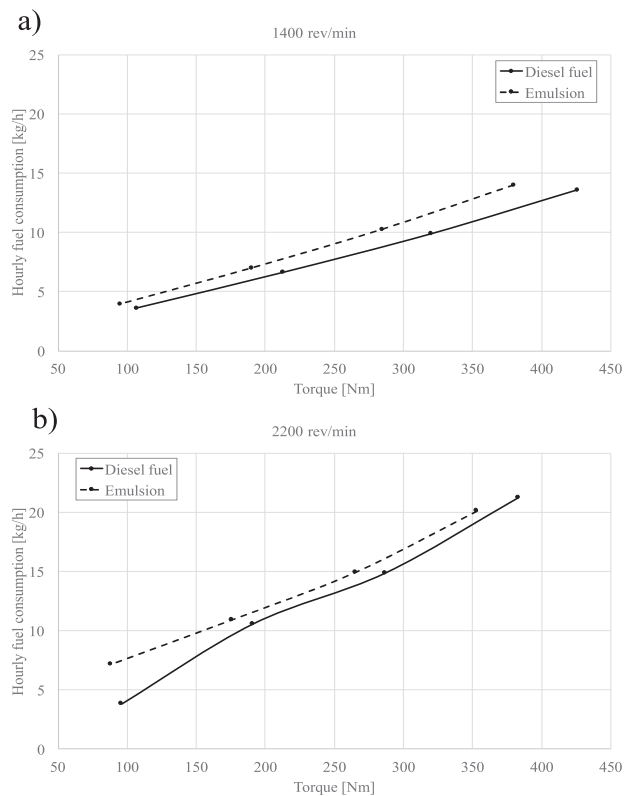 a)
1400 rev/min
25
20
15
10
5
0
Hourly fuel consumption [kg/h]
Diesel fuel
Emulsion
50 100 150 200 250 300 350 400 450
Torque [Nm]
b)
2200 rev/min
25
20
15
10
5
0
Hourly fuel consumption [kg/h]
Diesel fuel
Emulsion
50 100 150 200 250 300 350 400 450
Torque [Nm]